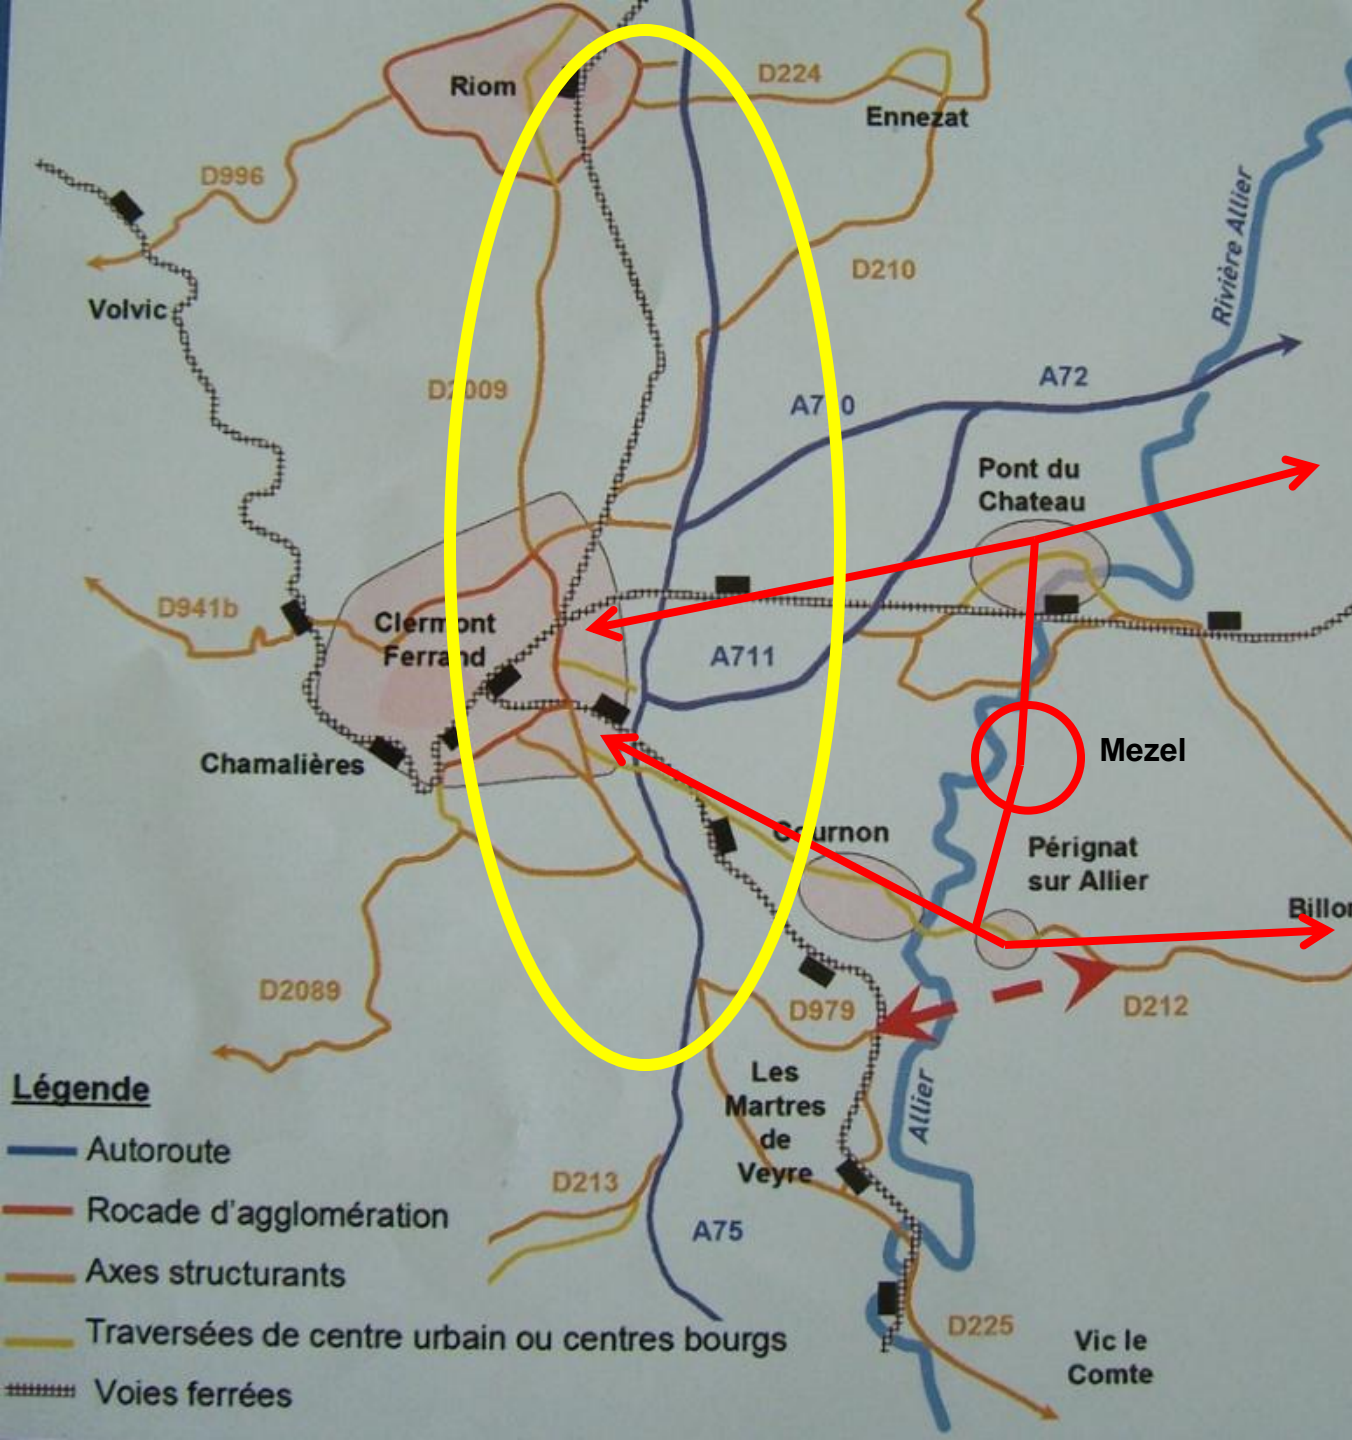 Riom
D224
Ennezat
D996
Rivière Allier
D210
Volvic
A72
D2009
A710
Pont du
Chateau
D941b
Clermont
Ferrand
A711
Chamalières
Mezel
Cournon
Pérignat
sur Allier
Billom
D2089
D979
D212
Légende
Les
Martres
de
Veyre
Allier
Autoroute
D213
Rocade d'agglomération
A75
Axes structurants
D225
Traversées de centre urbain ou centres bourgs
Vic le
Comte
Voies ferrées